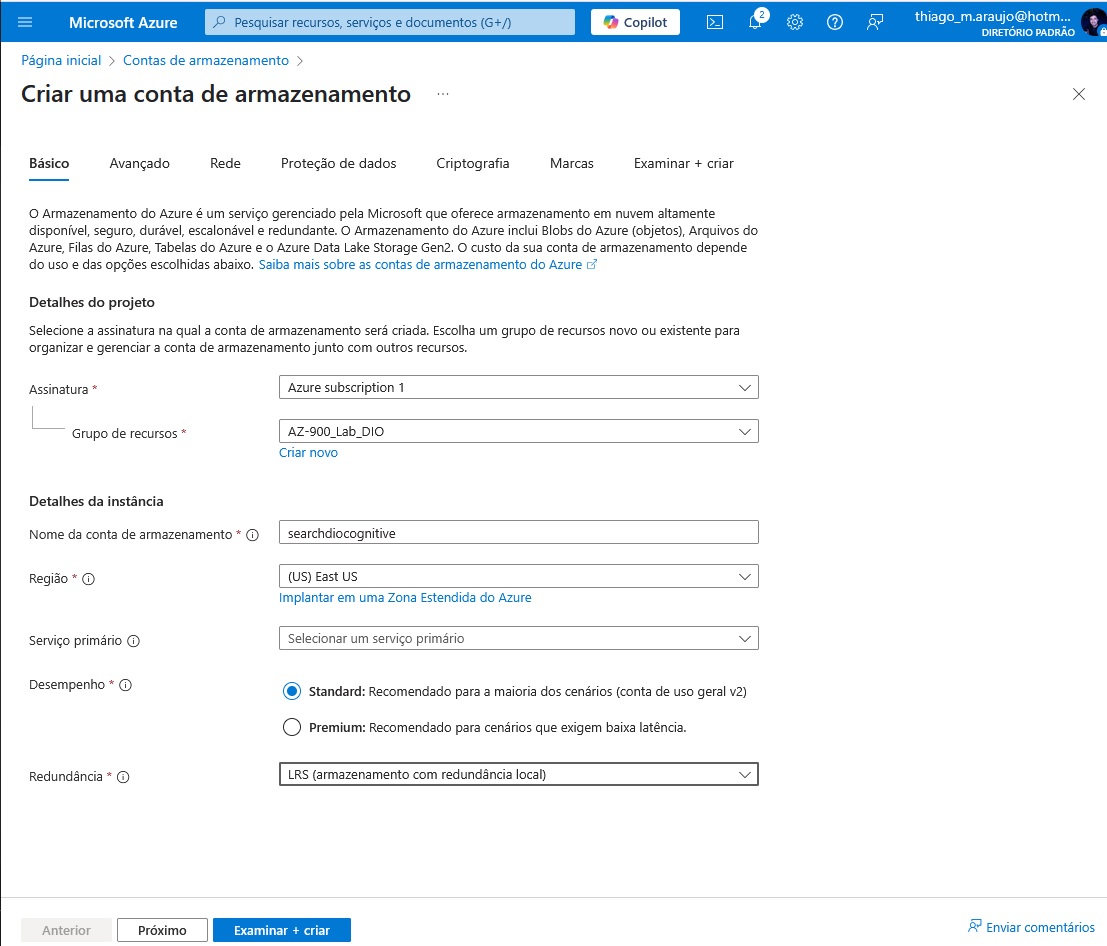 Microsoft Azure
Pesquisar recursos, serviços e documentos (G+/)
Copilot
2
thiago_m.araujo@hotm...
DIRETÓRIO PADRÃO
Página inicial > Contas de armazenamento >
Criar uma conta de armazenamento ...
Básico Avançado Rede Proteção de dados Criptografia Marcas Examinar + criar
O Armazenamento do Azure é um serviço gerenciado pela Microsoft que oferece armazenamento em nuvem altamente
disponível, seguro, durável, escalonável e redundante. O Armazenamento do Azure inclui Blobs do Azure (objetos), Arquivos do
Azure, Filas do Azure, Tabelas do Azure e o Azure Data Lake Storage Gen2. O custo da sua conta de armazenamento depende
do uso e das opções escolhidas abaixo. Saiba mais sobre as contas de armazenamento do Azure
Detalhes do projeto
Selecione a assinatura na qual a conta de armazenamento será criada. Escolha um grupo de recursos novo ou existente para
organizar e gerenciar a conta de armazenamento junto com outros recursos.
Assinatura * Azure subscription 1
Grupo de recursos * AZ-900_Lab_DIO
Criar novo
Detalhes da instância
Nome da conta de armazenamento * searchdiocognitive
Região * (US) East US
Implantar em uma Zona Estendida do Azure
Serviço primário Selecionar um serviço primário
Desempenho * Standard: Recomendado para a maioria dos cenários (conta de uso geral v2)
Premium: Recomendado para cenários que exigem baixa latência.
Redundância * LRS (armazenamento com redundância local)
Anterior Próximo Examinar + criar Enviar comentários